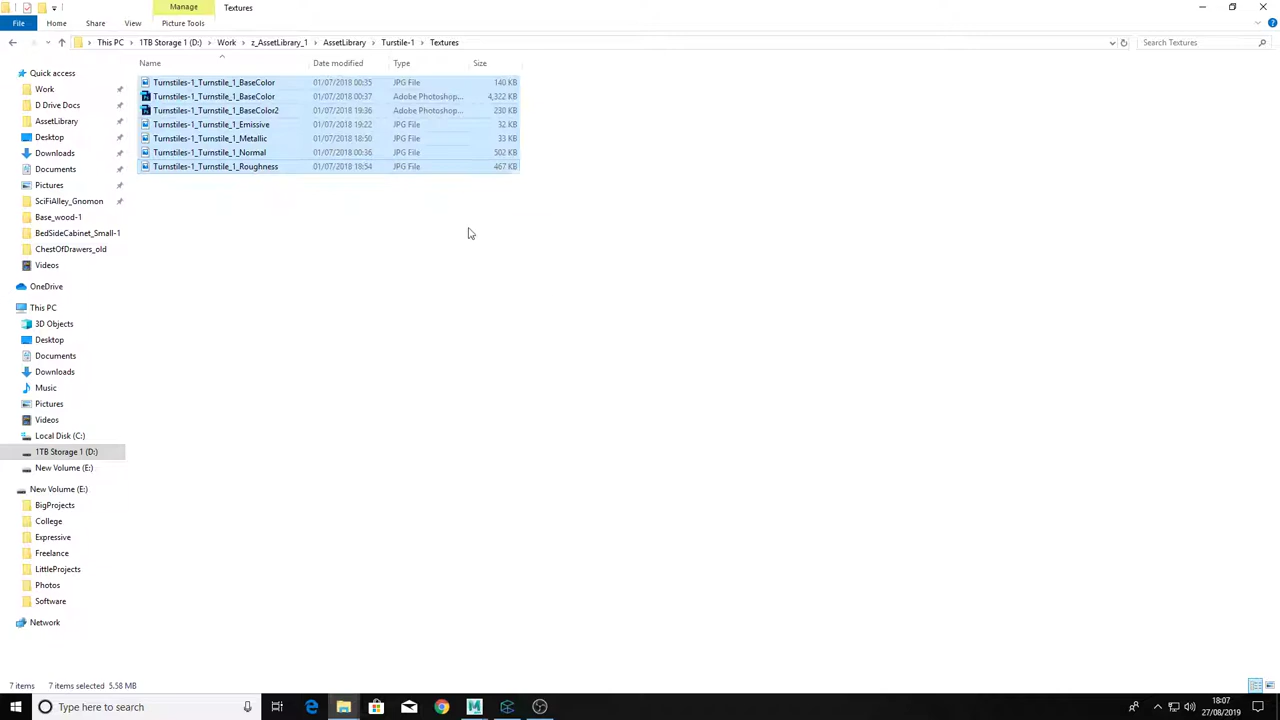 Manage
Textures
File
Home
Share
View
Picture Tools
This PC
1TB Storage 1 (D:)
Work
z_AssetLibrary_1
AssetLibrary
Turstile-1
Textures
Search Textures
Name
Date modified
Type
Size
Turnstiles-1_Turnstile_1_BaseColor 01/07/2018 00:35 JPG File 140 KB
Turnstiles-1_Turnstile_1_BaseColor 01/07/2018 00:37 Adobe Photoshop... 4,322 KB
Turnstiles-1_Turnstile_1_BaseColor2 01/07/2018 19:36 Adobe Photoshop... 230 KB
Turnstiles-1_Turnstile_1_Emissive 01/07/2018 19:22 JPG File 32 KB
Turnstiles-1_Turnstile_1_Metallic 01/07/2018 18:50 JPG File 33 KB
Turnstiles-1_Turnstile_1_Normal 01/07/2018 00:36 JPG File 502 KB
Turnstiles-1_Turnstile_1_Roughness 01/07/2018 18:54 JPG File 467 KB
Quick access
Work
D Drive Docs
AssetLibrary
Desktop
Downloads
Documents
Pictures
SciFiAlley_Gnomon
Base_wood-1
BedSideCabinet_Small-1
ChestOfDrawers_old
Videos
OneDrive
This PC
3D Objects
Desktop
Documents
Downloads
Music
Pictures
Videos
Local Disk (C:)
1TB Storage 1 (D:)
New Volume (E:)
New Volume (E:)
BigProjects
College
Expressive
Freelance
LittleProjects
Photos
Software
Network
7 items
7 items selected 5.58 MB
Type here to search
18:07
27/08/2019